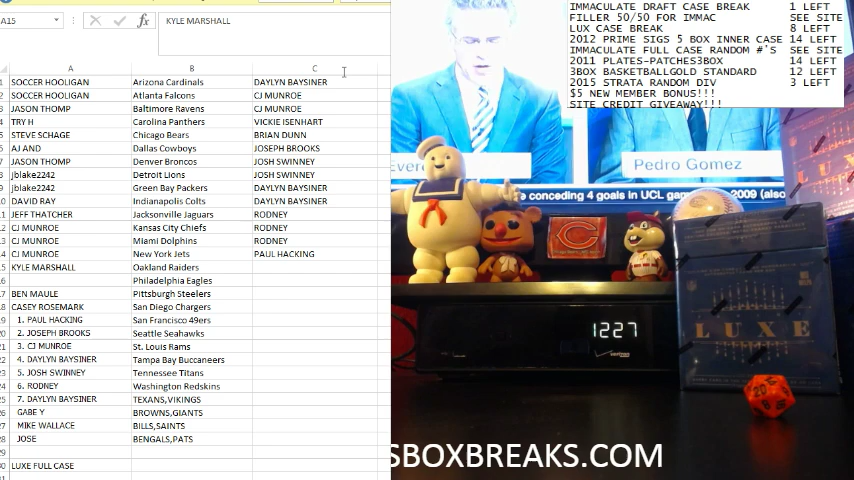 A15
fx
KYLE MARSHALL
A B C
SOCCER HOOLIGAN Arizona Cardinals DAYLYN BAYSINER
SOCCER HOOLIGAN Atlanta Falcons CJ MUNROE
JASON THOMP Baltimore Ravens CJ MUNROE
TRY H Carolina Panthers VICKIE ISENHART
STEVE SCHAGE Chicago Bears BRIAN DUNN
AJ AND Dallas Cowboys JOSEPH BROOKS
JASON THOMP Denver Broncos JOSH SWINNEY
jblake2242 Detroit Lions JOSH SWINNEY
jblake2242 Green Bay Packers DAYLYN BAYSINER
DAVID RAY Indianapolis Colts DAYLYN BAYSINER
JEFF THATCHER Jacksonville Jaguars RODNEY
CJ MUNROE Kansas City Chiefs RODNEY
CJ MUNROE Miami Dolphins RODNEY
CJ MUNROE New York Jets PAUL HACKING
KYLE MARSHALL Oakland Raiders
Philadelphia Eagles
BEN MAULE Pittsburgh Steelers
CASEY ROSEMARK San Diego Chargers
1. PAUL HACKING San Francisco 49ers
2. JOSEPH BROOKS Seattle Seahawks
3. CJ MUNROE St. Louis Rams
4. DAYLYN BAYSINER Tampa Bay Buccaneers
5. JOSH SWINNEY Tennessee Titans
6. RODNEY Washington Redskins
7. DAYLYN BAYSINER TEXANS,VIKINGS
GABE Y BROWNS,GIANTS
MIKE WALLACE BILLS,SAINTS
JOSE BENGALS,PATS
LUXE FULL CASE
IMMACULATE DRAFT CASE BREAK 1 LEFT
FILLER 50/50 FOR IMMAC SEE SITE
LUX CASE BREAK 8 LEFT
2012 PRIME SIGS 5 BOX INNER CASE 14 LEFT
IMMACULATE FULL CASE RANDOM #'S SEE SITE
2011 PLATES-PATCHES3BOX 14 LEFT
3BOX BASKETBALLGOLD STANDARD 12 LEFT
2015 STRATA RANDOM DIV 3 LEFT
$5 NEW MEMBER BONUS!!!
SITE CREDIT GIVEAWAY!!!
Pedro Gomez
conceding 4 goals in UCL 2009 (also
1227
verizon
LUXE
20
SBOXBREAKS.COM